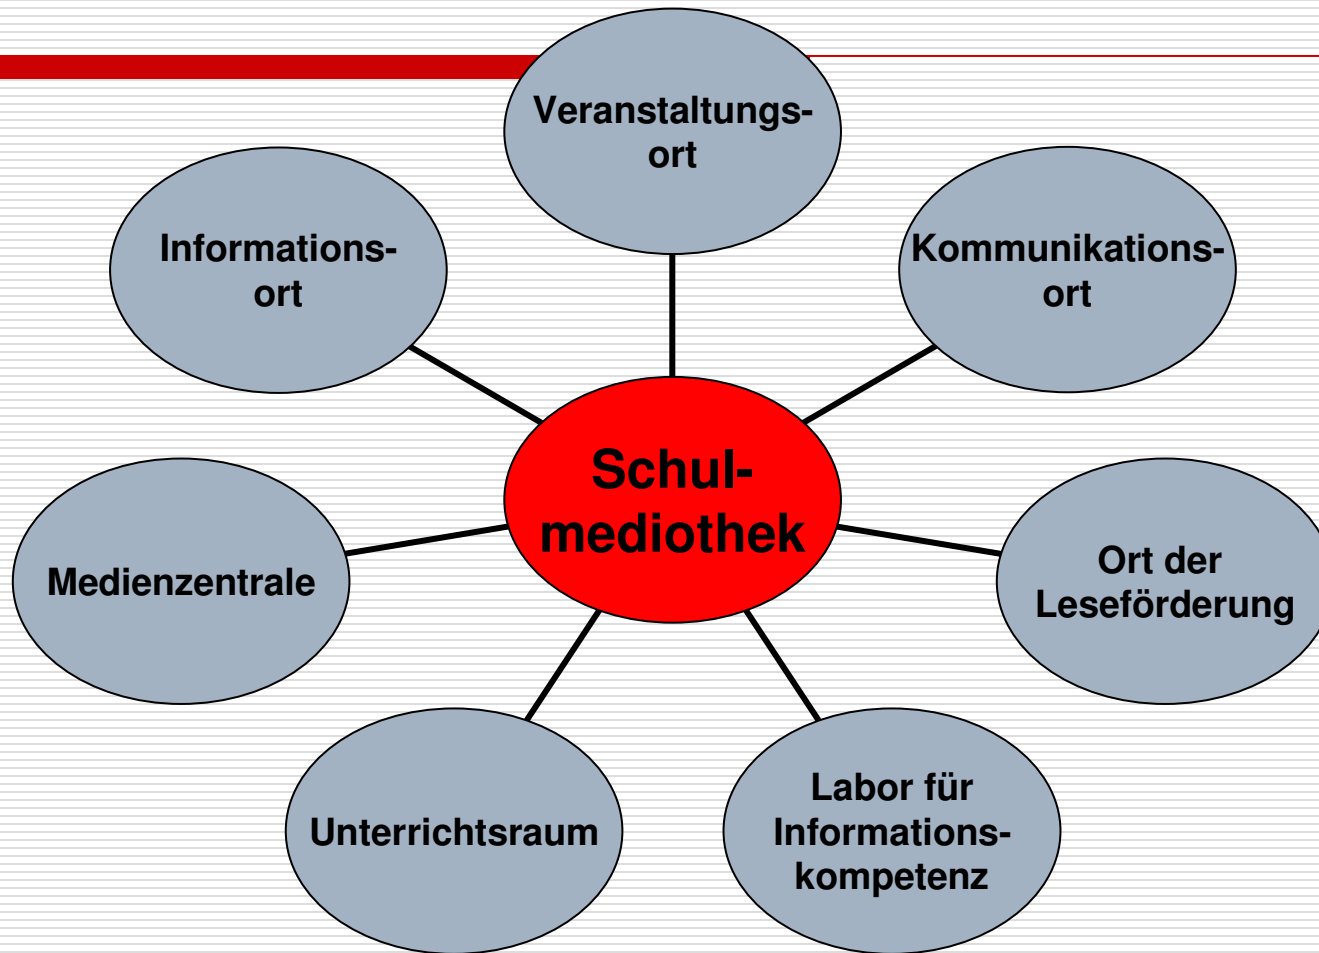 Veranstaltungs-
ort
Informations-
ort
Kommunikations-
ort
Schul-
mediothek
Medienzentrale
Ort der
Leseförderung
Unterrichtsraum
Labor für
Informations-
kompetenz